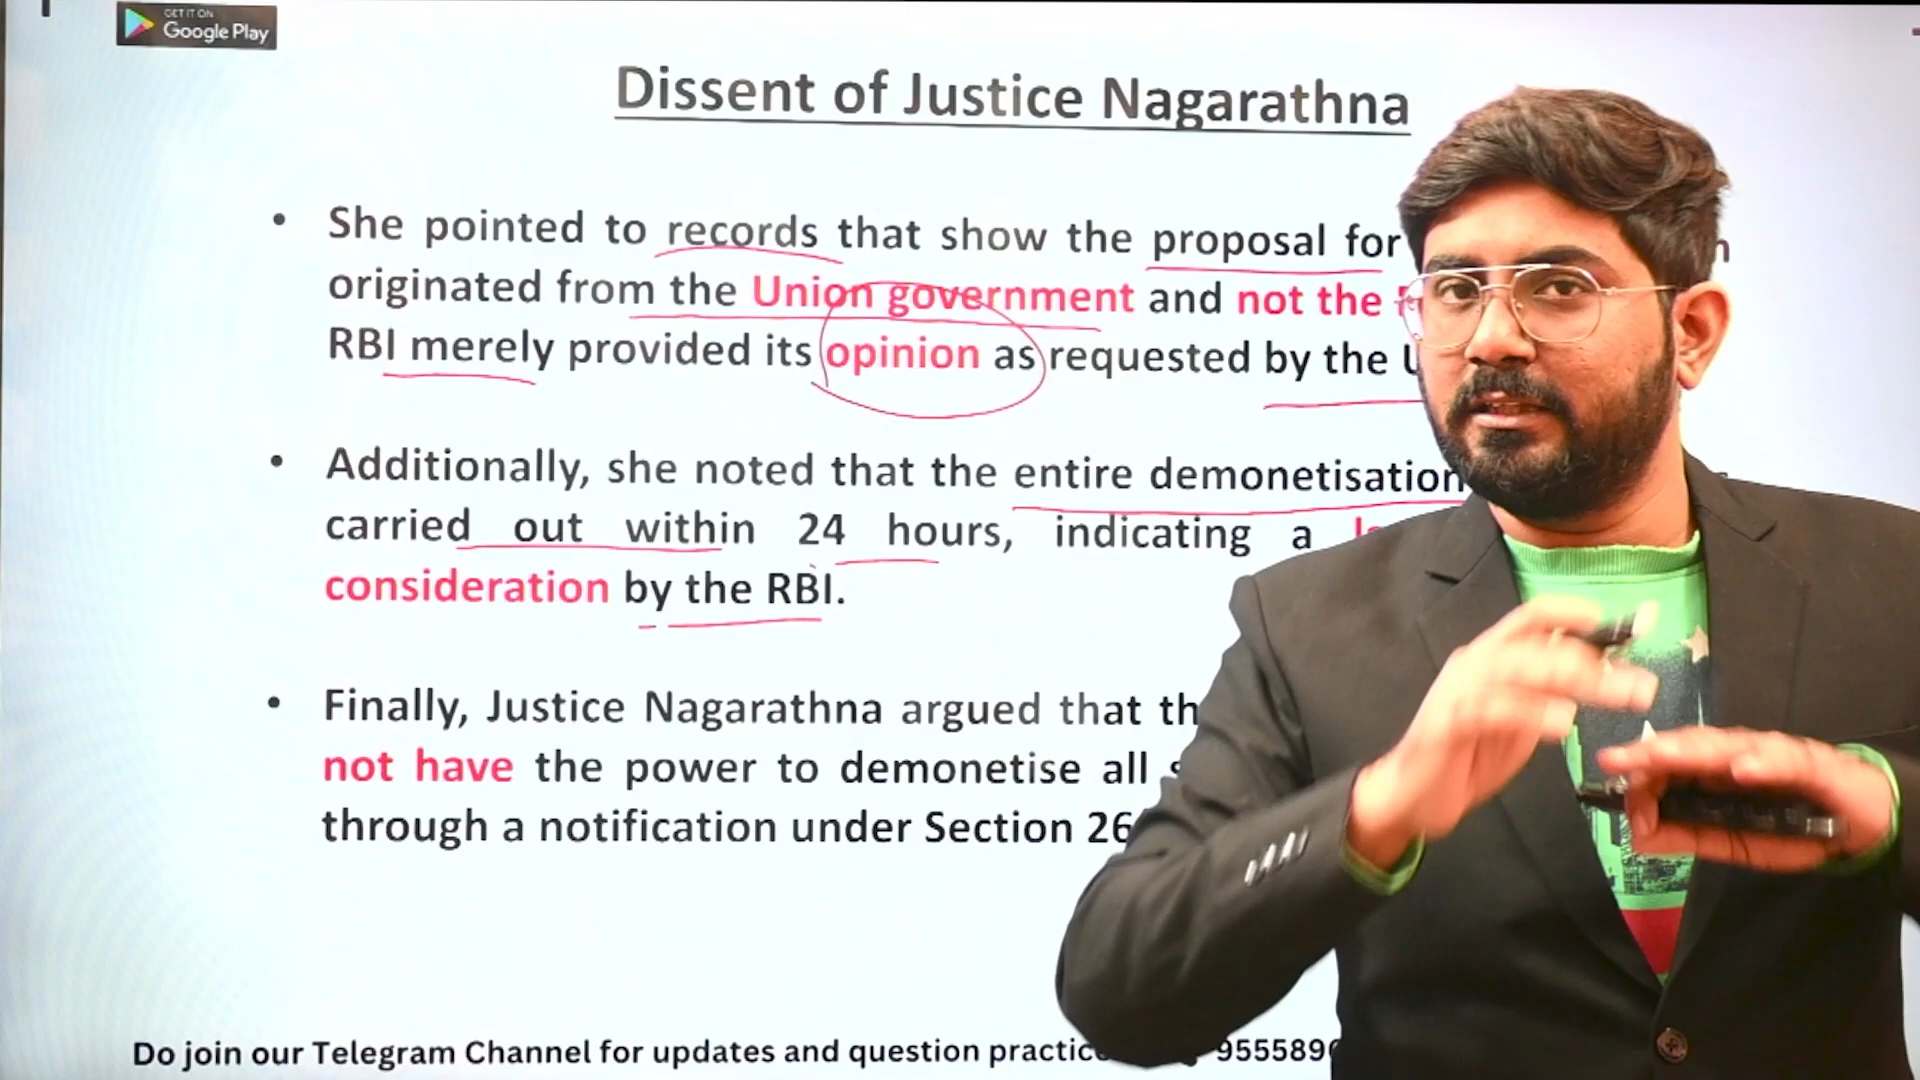 GET IT ON
Google Play
Dissent of Justice Nagarathna
• She pointed to records that show the proposal for
originated from the Union government and not the
RBI merely provided its opinion as requested by the
• Additionally, she noted that the entire demonetisation
carried out within 24 hours, indicating a
consideration by the RBI.
• Finally, Justice Nagarathna argued that
not have the power to demonetise all
through a notification under Section
Do join our Telegram Channel for updates and question